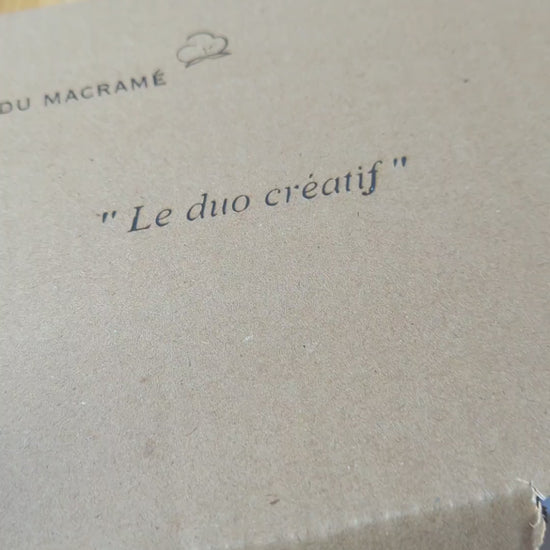 DU MACRAMÉ
" Le duo créatif "